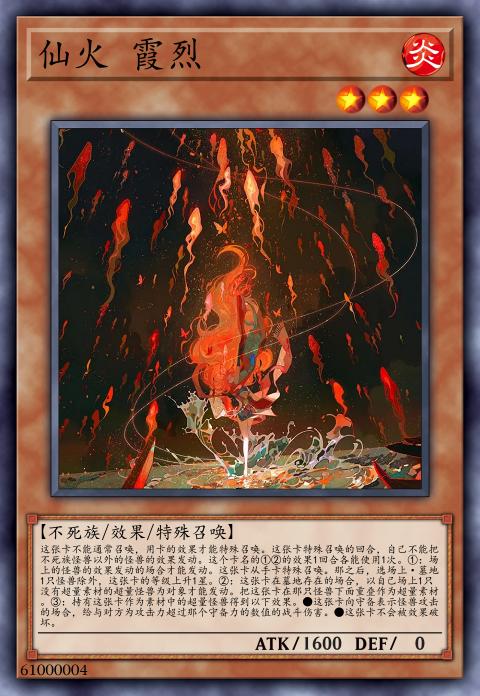 仙火 霞烈
炎
【不死族/效果/特殊召唤】
这张卡不能通常召唤，用卡的效果才能特殊召唤。这张卡特殊召唤的回合，自己不能把
不死族怪兽以外的怪兽的效果发动。这个卡名的①②的效果1回合各能使用1次。①：场
上的怪兽的效果发动的场合才能发动。这张卡从手卡特殊召唤。那之后，选场上·墓地
1只怪兽除外，这张卡的等级上升1星。②：这张卡在墓地存在的场合，以自己场上1只
没有超量素材的超量怪兽为对象才能发动。把这张卡在那只怪兽下面重叠作为超量素材
。③：持有这张卡作为素材中的超量怪兽得到以下效果。●这张卡向守备表示怪兽攻击
的场合，给与对方为攻击力超过那个守备力的数值的战斗伤害。●这张卡不会被效果破
坏。
ATK/1600 DEF/ 0
61000004